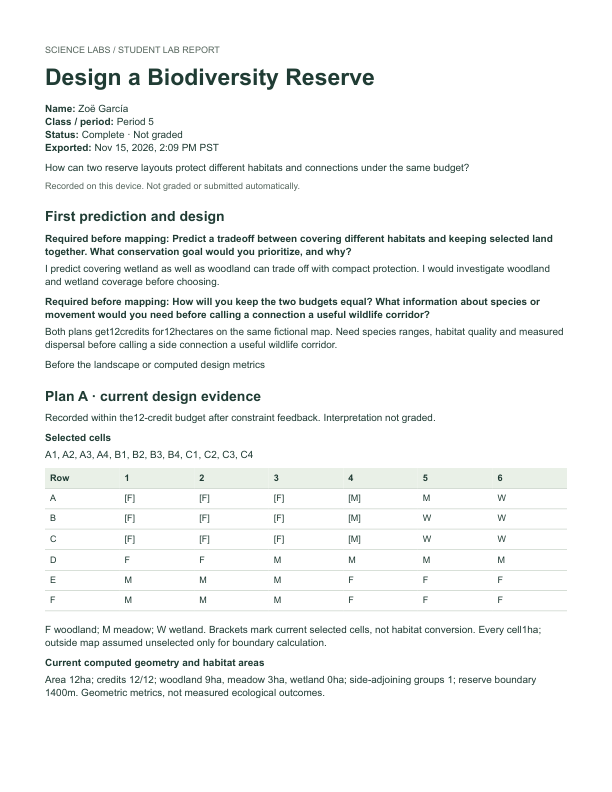 SCIENCE LABS / STUDENT LAB REPORT
Design a Biodiversity Reserve
Name: Zoë García
Class / period: Period 5
Status: Complete · Not graded
Exported: Nov 15, 2026, 2:09 PM PST
How can two reserve layouts protect different habitats and connections under the same budget?
Recorded on this device. Not graded or submitted automatically.
First prediction and design
Required before mapping: Predict a tradeoff between covering different habitats and keeping selected land
together. What conservation goal would you prioritize, and why?
I predict covering wetland as well as woodland can trade off with compact protection. I would investigate woodland
and wetland coverage before choosing.
Required before mapping: How will you keep the two budgets equal? What information about species or
movement would you need before calling a connection a useful wildlife corridor?
Both plans get12credits for12hectares on the same fictional map. Need species ranges, habitat quality and measured
dispersal before calling a side connection a useful wildlife corridor.
Before the landscape or computed design metrics
Plan A · current design evidence
Recorded within the12-credit budget after constraint feedback. Interpretation not graded.
Selected cells
A1, A2, A3, A4, B1, B2, B3, B4, C1, C2, C3, C4
Row 1 2 3 4 5 6
A [F] [F] [F] [M] M W
B [F] [F] [F] [M] W W
C [F] [F] [F] [M] W W
D F F M M M M
E M M M F F F
F M M M F F F
F woodland; M meadow; W wetland. Brackets mark current selected cells, not habitat conversion. Every cell1ha;
outside map assumed unselected only for boundary calculation.
Current computed geometry and habitat areas
Area 12ha; credits 12/12; woodland 9ha, meadow 3ha, wetland 0ha; side-adjoining groups 1; reserve boundary
1400m. Geometric metrics, not measured ecological outcomes.